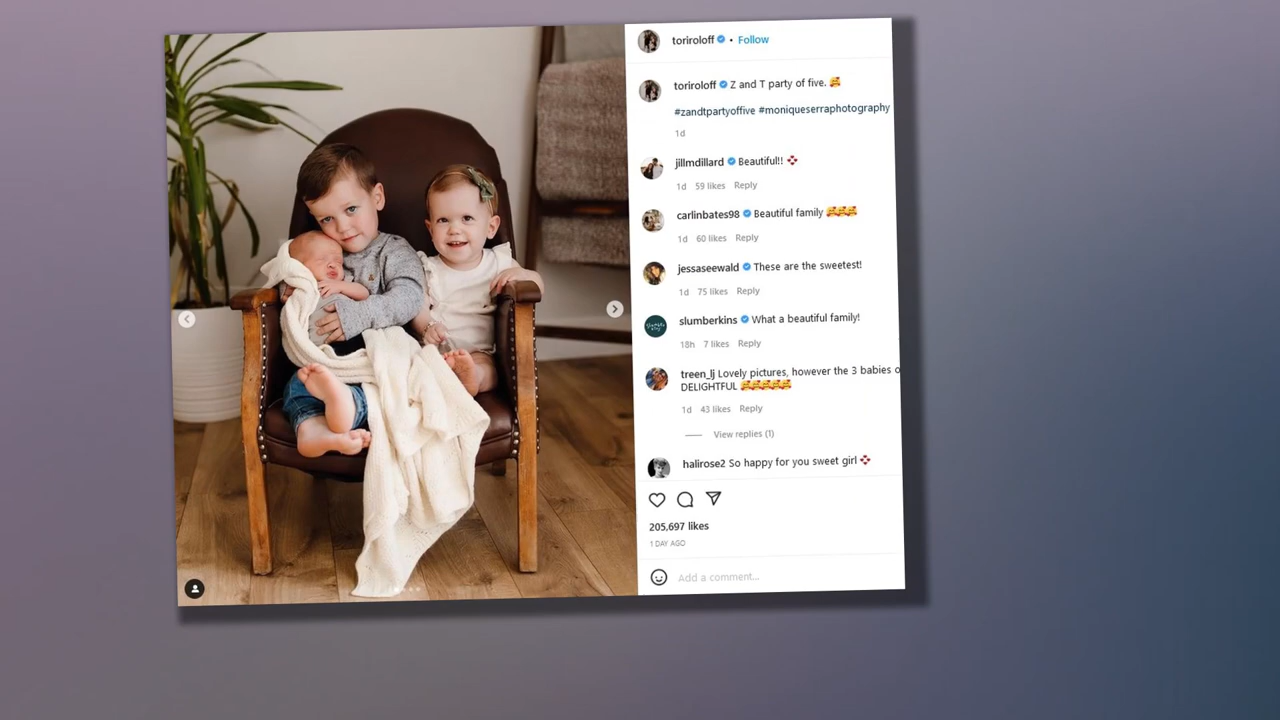 toriroloff • Follow
toriroloff Z and T party of five. 🥰
#zandtpartyoffive #moniqueserraphotography
1d
jillmdillard Beautiful!!
1d 59 likes Reply
carlinbates98 Beautiful family 🥰🥰🥰
1d 60 likes Reply
jessaseewald These are the sweetest!
1d 75 likes Reply
slumberkins What a beautiful family!
18h 7 likes Reply
treen_lj Lovely pictures, however the 3 babies o
DELIGHTFUL 🥰🥰🥰🥰🥰
1d 43 likes Reply
View replies (1)
halirose2 So happy for you sweet girl
205,697 likes
1 DAY AGO
Add a comment...